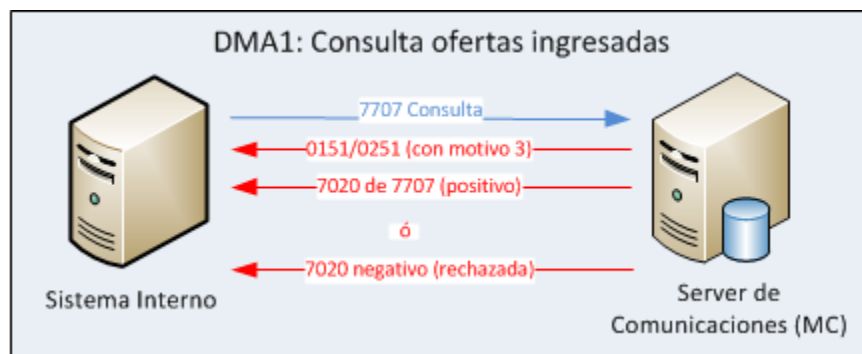 DMA1: Consulta ofertas ingresadas
7707 Consulta
0151/0251 (con motivo 3)
7020 de 7707 (positivo)
ó
7020 negativo (rechazada)
Sistema Interno
Server de
Comunicaciones (MC)